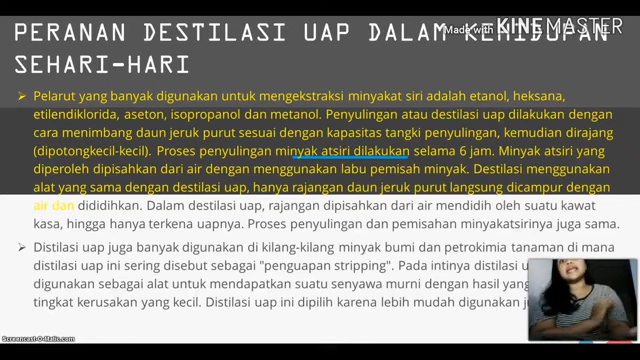 PERANAN DESTILASI UAP DALAM KEHIDUPAN
Made with KINEMASTER
SEHARI-HARI
Pelarut yang banyak digunakan untuk mengekstraksi minyakat siri adalah etanol, heksana,
etilendiklorida, aseton, isopropanol dan metanol. Penyulingan atau destilasi uap dilakukan dengan
cara menimbang daun jeruk purut sesuai dengan kapasitas tangki penyulingan, kemudian dirajang
(dipotongkecil-kecil). Proses penyulingan minyak atsiri dilakukan selama 6 jam. Minyak atsiri yang
diperoleh dipisahkan dari air dengan menggunakan labu pemisah minyak. Destilasi menggunakan
alat yang sama dengan destilasi uap, hanya rajangan daun jeruk purut langsung dicampur dengan
air dan dididihkan. Dalam destilasi uap, rajangan dipisahkan dari air mendidih oleh suatu kawat
kasa, hingga hanya terkena uapnya. Proses penyulingan dan pemisahan minyakatsirinya juga sama.
Distilasi uap juga banyak digunakan di kilang-kilang minyak bumi dan petrokimia tanaman di mana
distilasi uap ini sering disebut sebagai "penguapan stripping". Pada intinya distilasi
digunakan sebagai alat untuk mendapatkan suatu senyawa murni dengan hasil yang
tingkat kerusakan yang kecil. Distilasi uap ini dipilih karena lebih mudah digunakan
Screencast-O-Matic.com